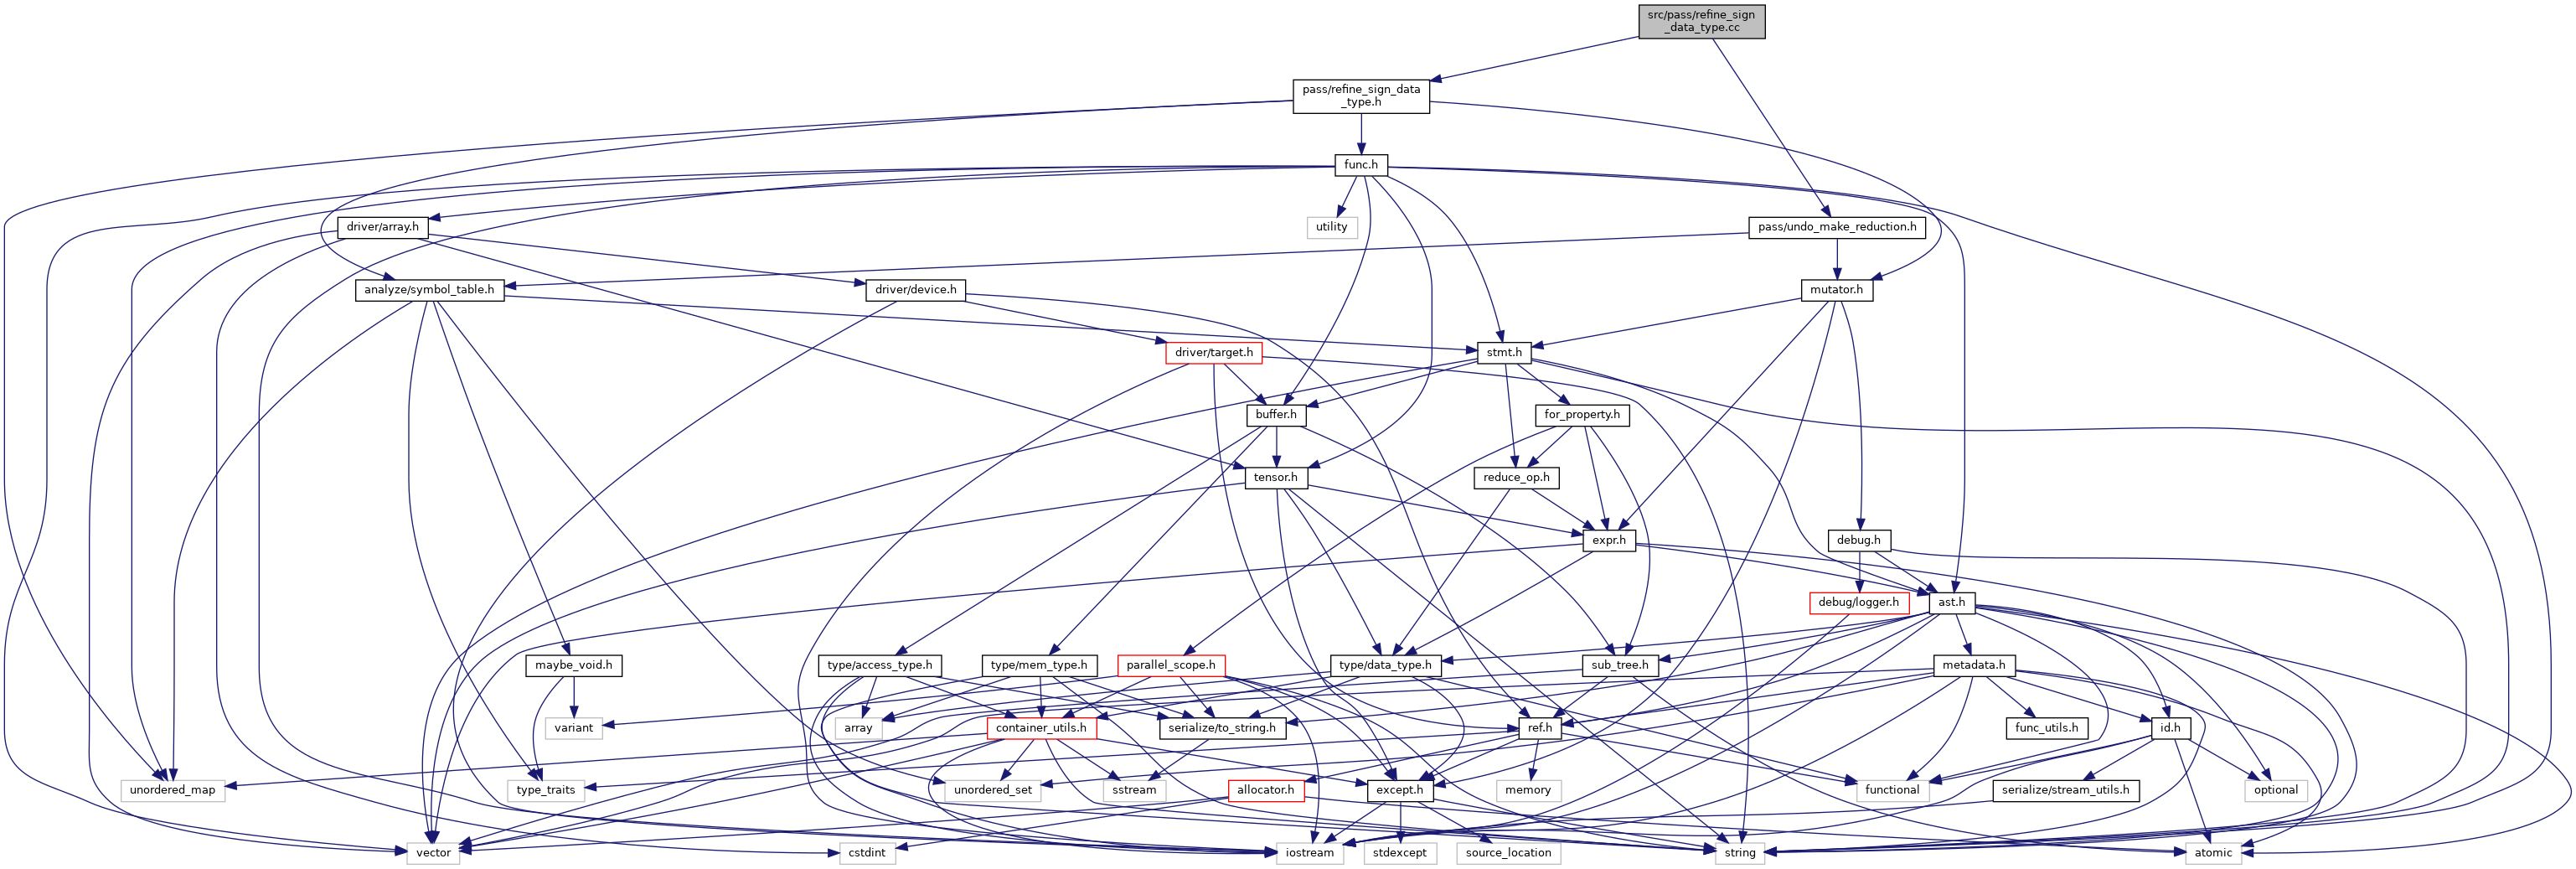 src/pass/refine_sign
_data_type.cc
pass/refine_sign_data
_type.h
func.h
driver/array.h
utility
pass/undo_make_reduction.h
analyze/symbol_table.h
driver/device.h
mutator.h
driver/target.h
stmt.h
buffer.h
for_property.h
tensor.h
reduce_op.h
expr.h
debug.h
debug/logger.h
ast.h
maybe_void.h
type/access_type.h
type/mem_type.h
parallel_scope.h
type/data_type.h
sub_tree.h
metadata.h
variant
array
container_utils.h
serialize/to_string.h
ref.h
func_utils.h
id.h
unordered_map
type_traits
unordered_set
sstream
allocator.h
except.h
memory
functional
serialize/stream_utils.h
optional
vector
cstdint
iostream
stdexcept
source_location
string
atomic